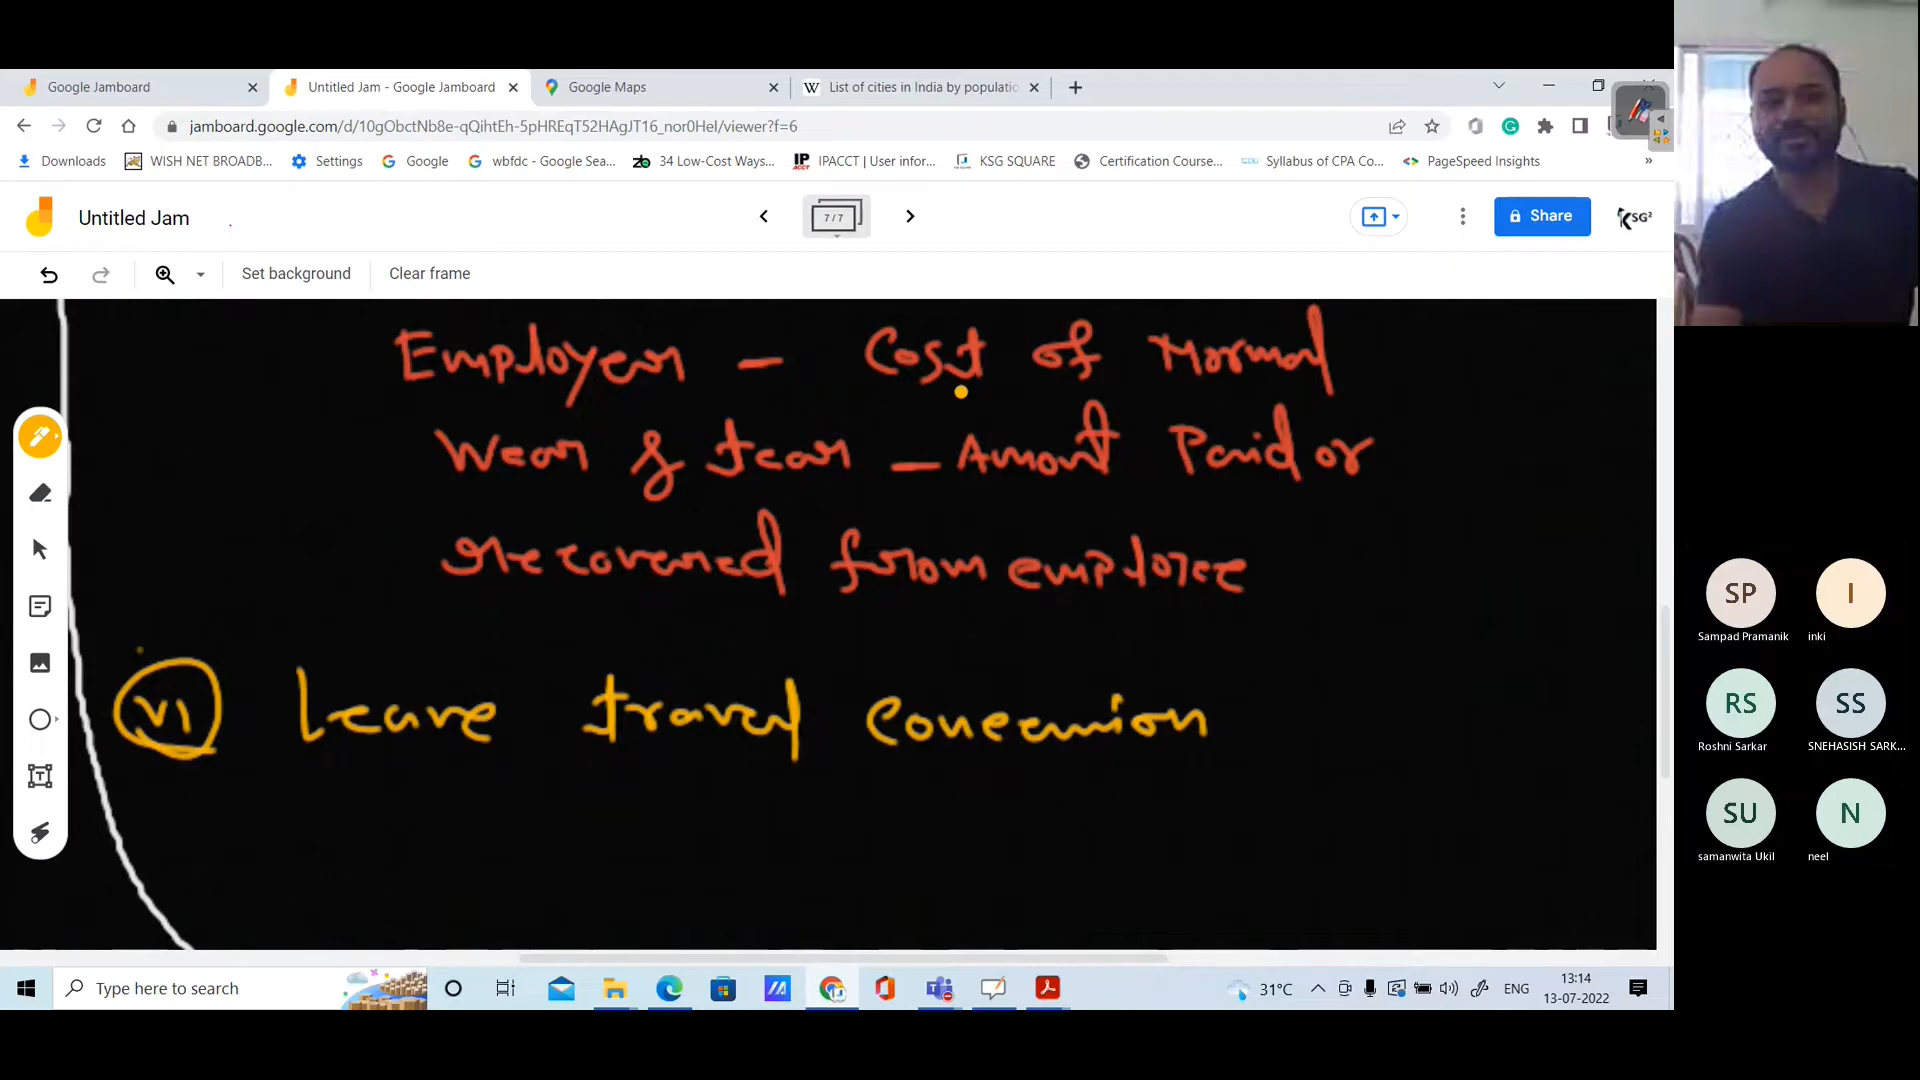 Google Jamboard
Untitled Jam - Google Jamboard
Google Maps
List of cities in India by populatio
jamboard.google.com/d/10gObctNb8e-qQihtEh-5pHREqT52HAgJT16_nor0HeI/viewer?f=6
Downloads
WISH NET BROADB...
Settings
Google
wbfdc - Google Sea...
34 Low-Cost Ways...
IPACCT | User infor...
KSG SQUARE
Certification Course...
Syllabus of CPA Co...
PageSpeed Insights
»
Untitled Jam
7 / 7
Share
KSG²
Set background
Clear frame
Employer - Cost of Normal
Wear & tear - Amont Paid or
recovered from employee
VI Leave travel concession
SP
Sampad Pramanik
I
inki
RS
Roshni Sarkar
SS
SNEHASISH SARK...
SU
samanwita Ukil
N
neel
Type here to search
31°C
ENG
13:14
13-07-2022